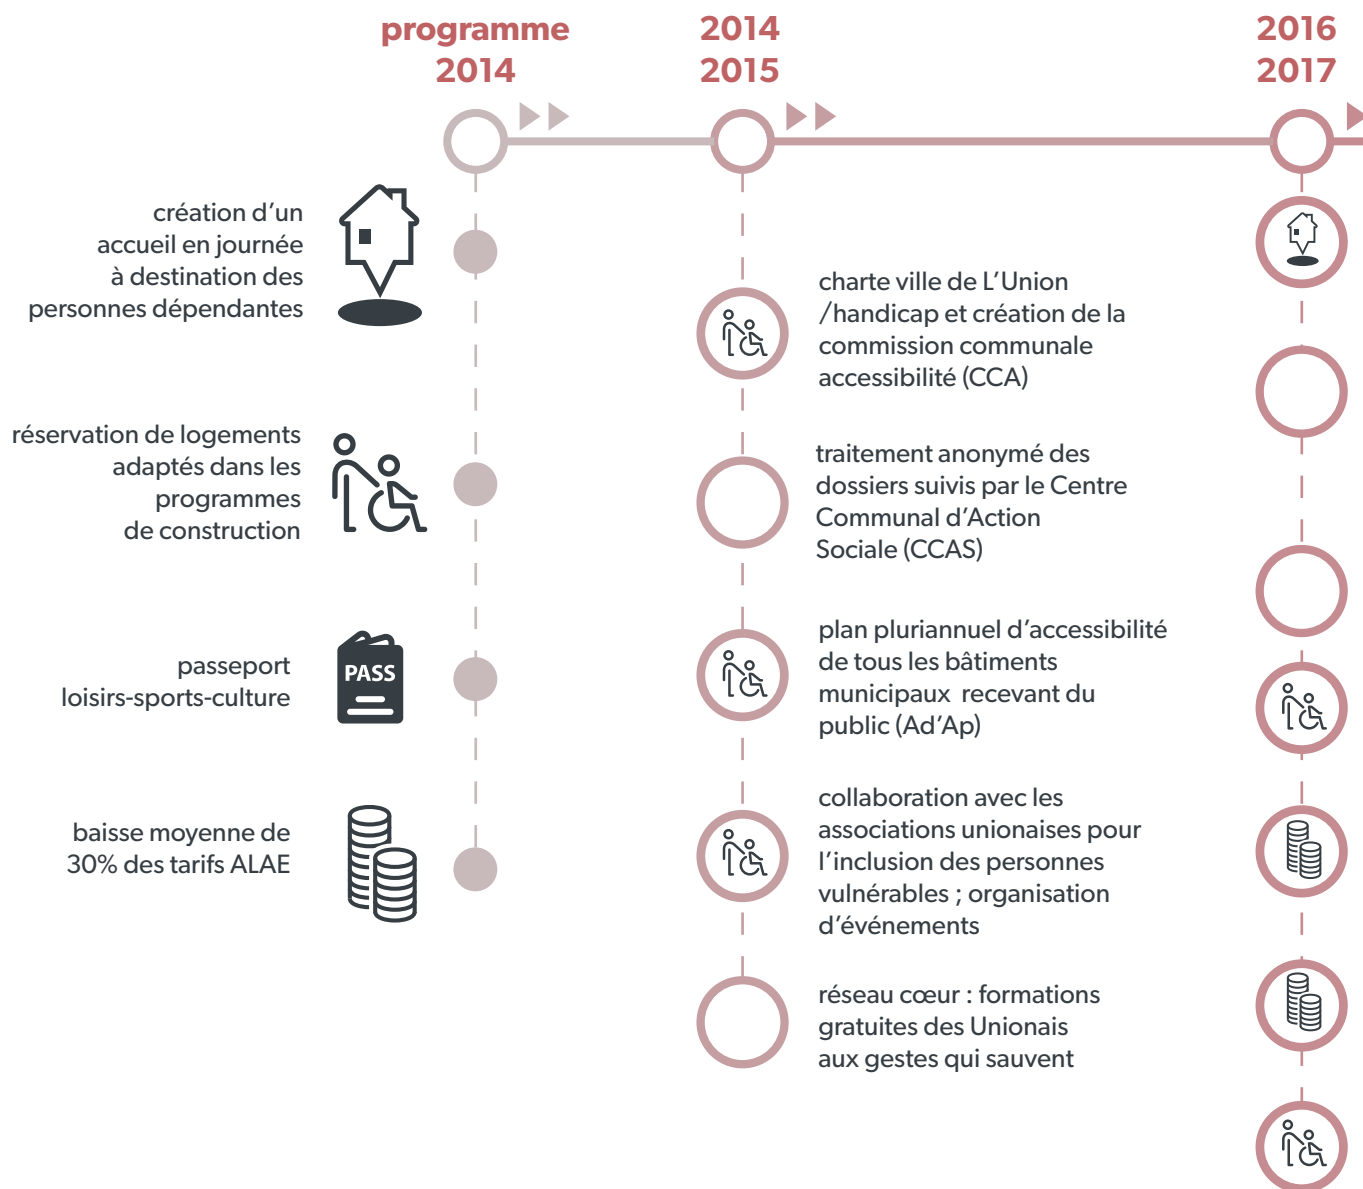 programme
2014
2014
2015
2016
2017
création d’un
accueil en journée
à destination des
personnes dépendantes
réservation de logements
adaptés dans les
programmes
de construction
passeport
loisirs-sports-culture
PASS
baisse moyenne de
30% des tarifs ALAE
charte ville de L’Union
/handicap et création de la
commission communale
accessibilité (CCA)
traitement anonymé des
dossiers suivis par le Centre
Communal d’Action
Sociale (CCAS)
plan pluriannuel d’accessibilité
de tous les bâtiments
municipaux recevant du
public (Ad’Ap)
collaboration avec les
associations unionaises pour
l’inclusion des personnes
vulnérables ; organisation
d’événements
réseau cœur : formations
gratuites des Unionais
aux gestes qui sauvent